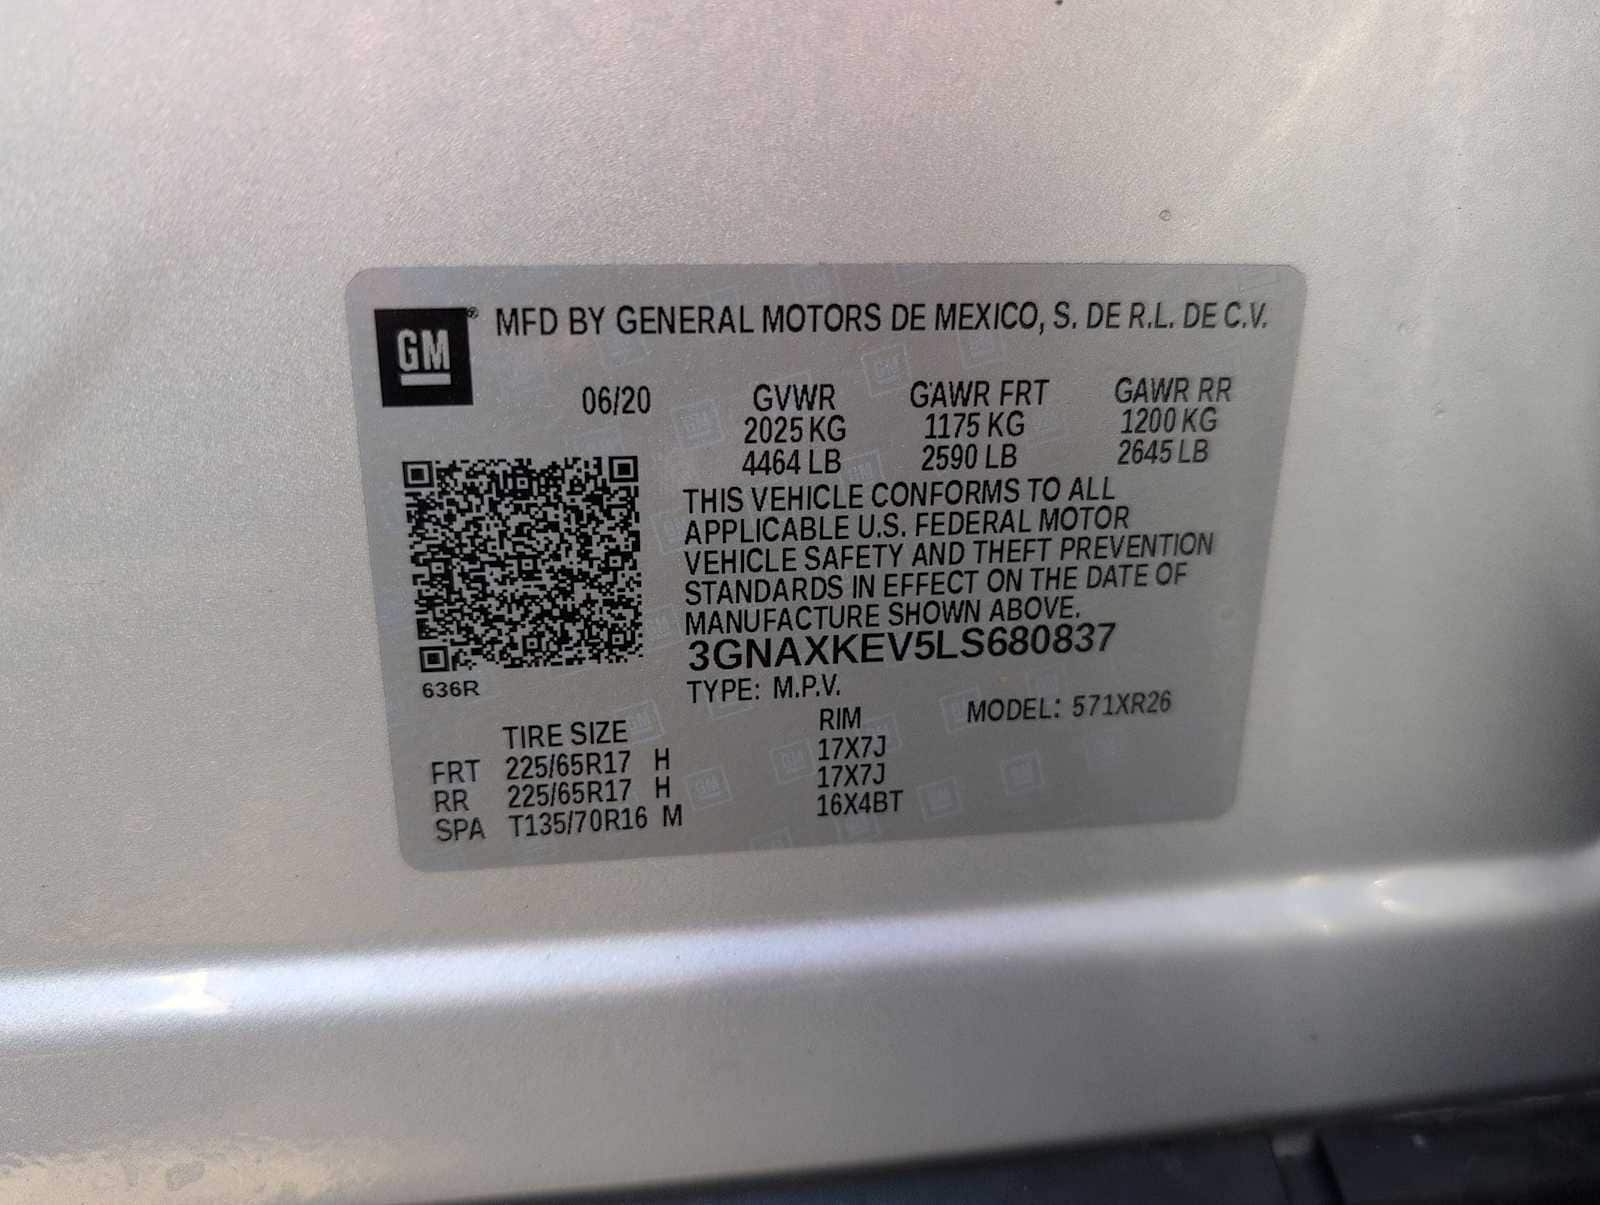 GM® MFD BY GENERAL MOTORS DE MEXICO, S. DE R.L. DE C.V.
06/20 GVWR GAWR FRT GAWR RR
2025 KG 1175 KG 1200 KG
4464 LB 2590 LB 2645 LB
THIS VEHICLE CONFORMS TO ALL
APPLICABLE U.S. FEDERAL MOTOR
VEHICLE SAFETY AND THEFT PREVENTION
STANDARDS IN EFFECT ON THE DATE OF
MANUFACTURE SHOWN ABOVE.
3GNAXKEV5LS680837
636R
TYPE: M.P.V. MODEL: 571XR26
TIRE SIZE RIM
FRT 225/65R17 H 17X7J
RR 225/65R17 H 17X7J
SPA T135/70R16 M 16X4BT